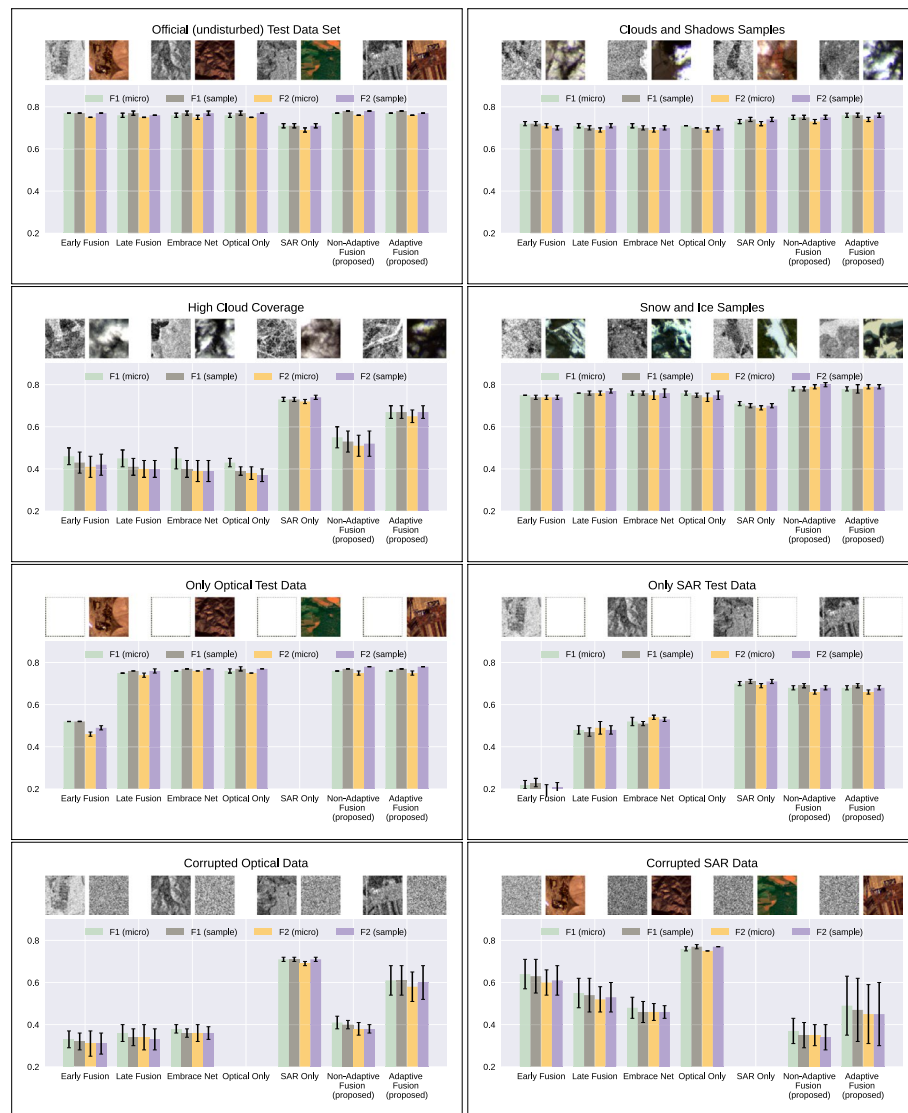 Official (undisturbed) Test Data Set
F1 (micro) F1 (sample) F2 (micro) F2 (sample)
0.8
0.6
0.4
0.2
Early Fusion Late Fusion Embrace Net Optical Only SAR Only Non-Adaptive Fusion (proposed) Adaptive Fusion (proposed)
Clouds and Shadows Samples
F1 (micro) F1 (sample) F2 (micro) F2 (sample)
0.8
0.6
0.4
0.2
Early Fusion Late Fusion Embrace Net Optical Only SAR Only Non-Adaptive Fusion (proposed) Adaptive Fusion (proposed)
High Cloud Coverage
F1 (micro) F1 (sample) F2 (micro) F2 (sample)
0.8
0.6
0.4
0.2
Early Fusion Late Fusion Embrace Net Optical Only SAR Only Non-Adaptive Fusion (proposed) Adaptive Fusion (proposed)
Snow and Ice Samples
F1 (micro) F1 (sample) F2 (micro) F2 (sample)
0.8
0.6
0.4
0.2
Early Fusion Late Fusion Embrace Net Optical Only SAR Only Non-Adaptive Fusion (proposed) Adaptive Fusion (proposed)
Only Optical Test Data
F1 (micro) F1 (sample) F2 (micro) F2 (sample)
0.8
0.6
0.4
0.2
Early Fusion Late Fusion Embrace Net Optical Only SAR Only Non-Adaptive Fusion (proposed) Adaptive Fusion (proposed)
Only SAR Test Data
F1 (micro) F1 (sample) F2 (micro) F2 (sample)
0.8
0.6
0.4
0.2
Early Fusion Late Fusion Embrace Net Optical Only SAR Only Non-Adaptive Fusion (proposed) Adaptive Fusion (proposed)
Corrupted Optical Data
F1 (micro) F1 (sample) F2 (micro) F2 (sample)
0.8
0.6
0.4
0.2
Early Fusion Late Fusion Embrace Net Optical Only SAR Only Non-Adaptive Fusion (proposed) Adaptive Fusion (proposed)
Corrupted SAR Data
F1 (micro) F1 (sample) F2 (micro) F2 (sample)
0.8
0.6
0.4
0.2
Early Fusion Late Fusion Embrace Net Optical Only SAR Only Non-Adaptive Fusion (proposed) Adaptive Fusion (proposed)